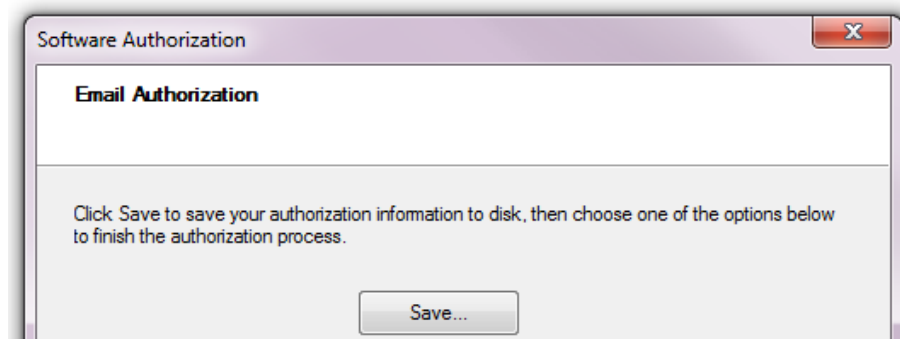 Software Authorization
Email Authorization
Click Save to save your authorization information to disk, then choose one of the options below
to finish the authorization process.
Save...